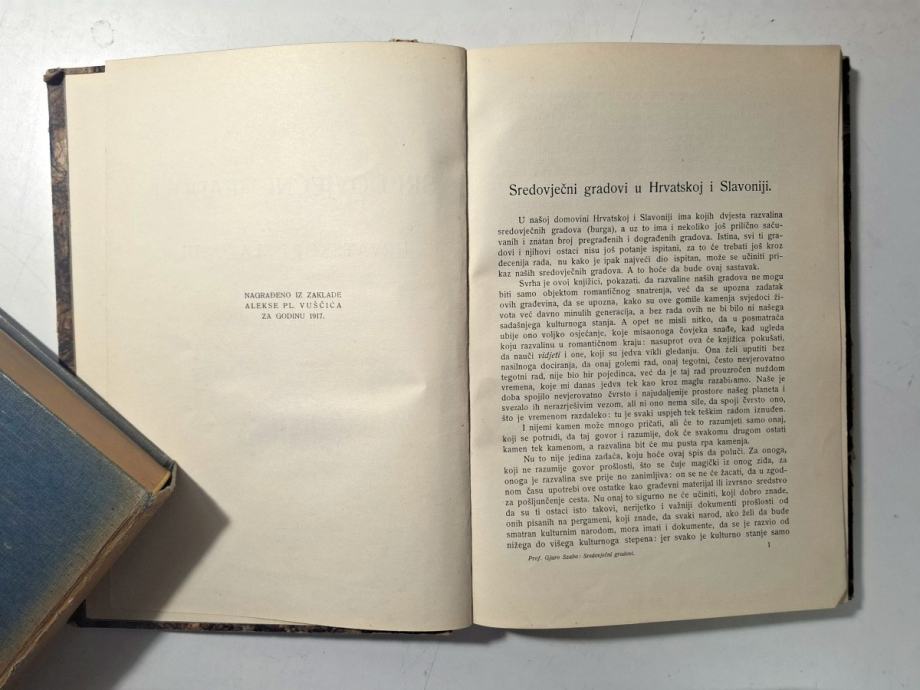 NAGRAĐENO IZ ZAKLADE
ALEKSE PL. VUŠČIĆA
ZA GODINU 1917.
Sredovječni gradovi u Hrvatskoj i Slavoniji.
U našoj domovini Hrvatskoj i Slavoniji ima kojih dvjesta razvalina
sredovječnih gradova (burga), a uz to ima i nekoliko još prilično saču-
vanih i znatan broj pregrađenih i dograđenih gradova. Istina, svi ti gra-
dovi i njihovi ostaci nisu još potanje ispitani, za to će trebati još kroz
decenija rada, nu kako je ipak najveći dio ispitan, može se učiniti pri-
kaz naših sredovječnih gradova. A to hoće da bude ovaj sastavak.
Svrha je ovoj knjižici, pokazati, da razvaline naših gradova ne mogu
biti samo objektom romantičnog snatrenja, već da se upozna zadatak
ovih građevina, da se upozna, kako su ove gomile kamenja svjedoci ži-
vota već davno minulih generacija, a bez rada ovih ne bi bilo ni našega
sadašnjeg kulturnoga stanja. A opet ne misli nitko, da u posmatrača
ubije ono voljko osjećanje, koje misaonoga čovjeka snađe, kad ugleda
koju razvalinu u romantičnom kraju: nasuprot ova će knjižica pokušati,
da nauči vidjeti i one, koji su jedva vikli gledanju. Ona želi uputiti bez
nasilnoga dociranja, da onaj golemi rad, onaj tegotni, često nevjerovatno
tegotni rad, nije bio hir pojedinca, već da je taj rad prouzročen nuždom
vremena, koje mi danas jedva tek kao kroz maglu razabiramo. Naše je
doba spojilo nevjerovatno čvrsto i najudaljenije prostore našeg planeta i
svezalo ih nerazrješivim vezom, ali ni ono nema sile, da spoji čvrsto ono,
što je vremenom razdaleko: tu je svaki uspjeh tek teškim radom iznuđen.
I nijemi kamen može mnogo pričati, ali će to razumjeti samo onaj,
koji se potrudi, da taj govor i razumije, dok će svakomu drugom ostati
kamen tek kamenom, a razvalina bit će mu pusta rpa kamenja.
Nu to nije jedina zadaća, koju hoće ovaj spis da poluči. Za onoga,
koji ne razumije govor prošlosti, što se čuje magički iz onog ziđa, za
onoga je razvalina sve prije no zanimljiva: on se ne će žacati, da u zgod-
nom času upotrebi ove ostatke kao građevni materijal ili izvrsno sredstvo
za pošljunčenje cesta. Nu onaj to sigurno ne će učiniti, koji dobro znade,
da su ti ostaci isto takovi, nerijetko i važniji dokumenti prošlosti od
onih pisanih na pergameni, koji znade, da svaki narod, ako želi da bude
smatran kulturnim narodom, mora imati i dokumente, da se je razvio od
nižega do višega kulturnoga stepena: jer svako je kulturno stanje samo
Prof. Gjuro Szabo: Sredovječni gradovi.
1